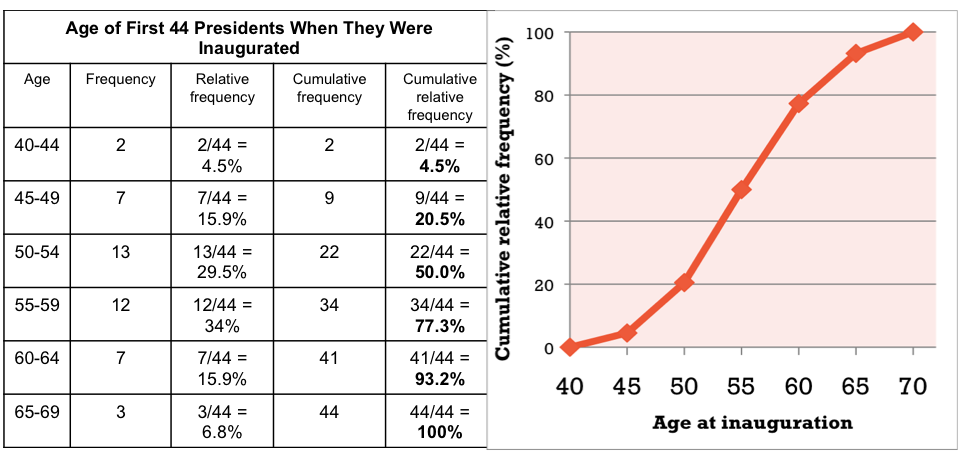 Age of First 44 Presidents When They Were
Inaugurated
Age Frequency Relative frequency Cumulative frequency Cumulative relative frequency
40-44 2 2/44 = 4.5% 2 2/44 = 4.5%
45-49 7 7/44 = 15.9% 9 9/44 = 20.5%
50-54 13 13/44 = 29.5% 22 22/44 = 50.0%
55-59 12 12/44 = 34% 34 34/44 = 77.3%
60-64 7 7/44 = 15.9% 41 41/44 = 93.2%
65-69 3 3/44 = 6.8% 44 44/44 = 100%
Cumulative relative frequency (%)
100
80
60
40
20
0
40 45 50 55 60 65 70
Age at inauguration